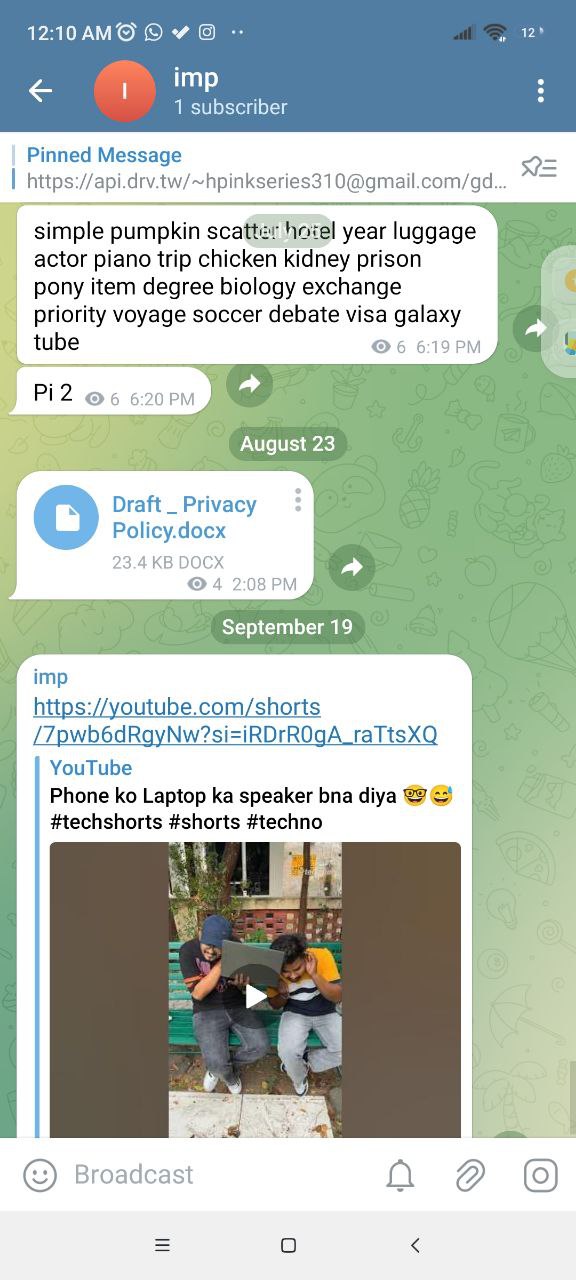 12:10 AM
12
I
imp
1 subscriber
Pinned Message
https://api.drv.tw/~hpinkseries310@gmail.com/gd...
simple pumpkin scatter hotel year luggage
actor piano trip chicken kidney prison
pony item degree biology exchange
priority voyage soccer debate visa galaxy
tube
6 6:19 PM
Pi 2
6 6:20 PM
August 23
Draft _ Privacy
Policy.docx
23.4 KB DOCX
4 2:08 PM
September 19
imp
https://youtube.com/shorts
/7pwb6dRgyNw?si=iRDrR0gA_raTtsXQ
YouTube
Phone ko Laptop ka speaker bna diya 🤓😅
#techshorts #shorts #techno
Broadcast